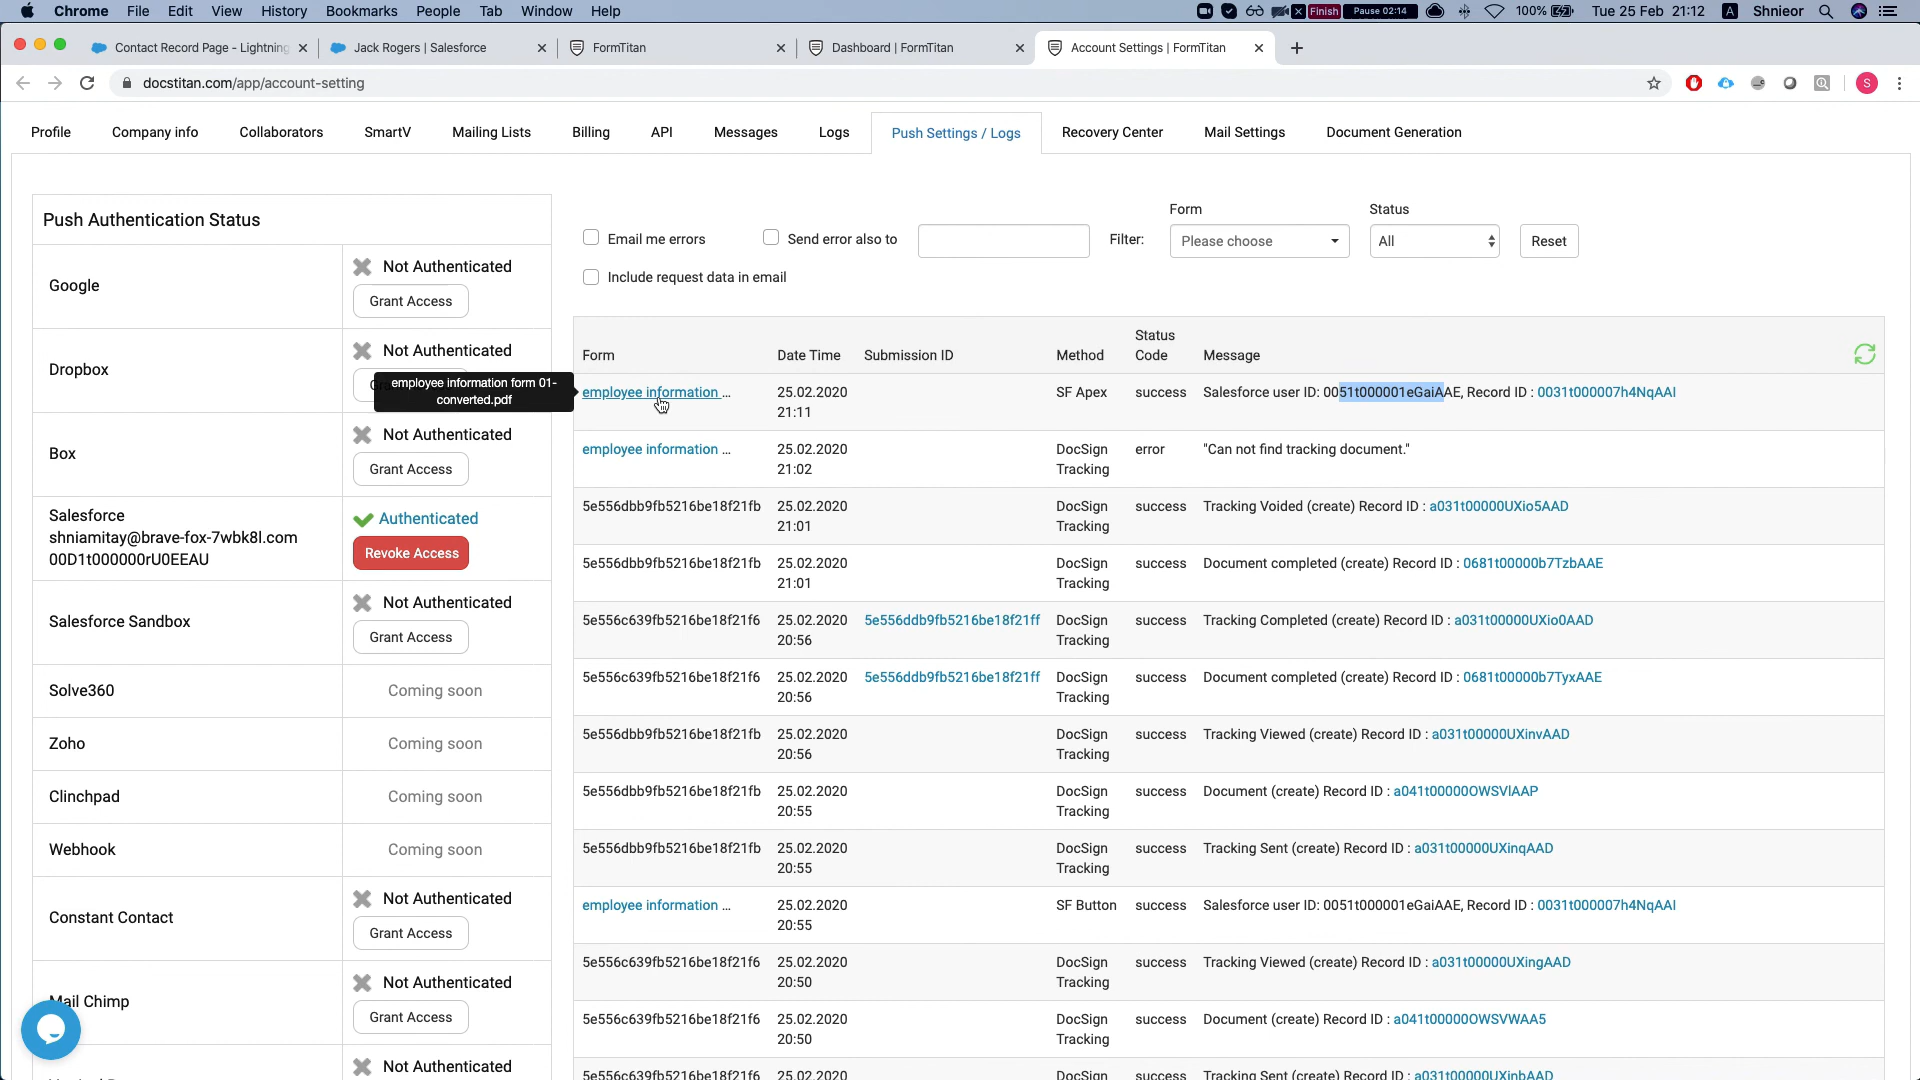 Chrome File Edit View History Bookmarks People Tab Window Help
Finish Pause 02:14 100% Tue 25 Feb 21:12 A Shnieor
Contact Record Page - Lightning
Jack Rogers | Salesforce
FormTitan
Dashboard | FormTitan
Account Settings | FormTitan
docstitan.com/app/account-setting
S
Profile Company info Collaborators SmartV Mailing Lists Billing API Messages Logs Push Settings / Logs Recovery Center Mail Settings Document Generation
Push Authentication Status
Google
Not Authenticated
Grant Access
Dropbox
Not Authenticated
Box
Not Authenticated
Grant Access
Salesforce
shniamitay@brave-fox-7wbk8l.com
00D1t000000rU0EEAU
Authenticated
Revoke Access
Salesforce Sandbox
Not Authenticated
Grant Access
Solve360
Coming soon
Zoho
Coming soon
Clinchpad
Coming soon
Webhook
Coming soon
Constant Contact
Not Authenticated
Grant Access
Mail Chimp
Not Authenticated
Grant Access
Not Authenticated
employee information form 01-
converted.pdf
Email me errors
Send error also to
Include request data in email
Filter:
Form
Please choose
Status
All
Reset
Form Date Time Submission ID Method Status Code Message
employee information ... 25.02.2020 SF Apex success Salesforce user ID: 0051t000001eGaiAAE, Record ID : 0031t000007h4NqAAI
21:11
employee information ... 25.02.2020 DocSign error "Can not find tracking document."
21:02 Tracking
5e556dbb9fb5216be18f21fb 25.02.2020 DocSign success Tracking Voided (create) Record ID : a031t00000UXio5AAD
21:01 Tracking
5e556dbb9fb5216be18f21fb 25.02.2020 DocSign success Document completed (create) Record ID : 0681t00000b7TzbAAE
21:01 Tracking
5e556c639fb5216be18f21f6 25.02.2020 5e556ddb9fb5216be18f21ff DocSign success Tracking Completed (create) Record ID : a031t00000UXio0AAD
20:56 Tracking
5e556c639fb5216be18f21f6 25.02.2020 5e556ddb9fb5216be18f21ff DocSign success Document completed (create) Record ID : 0681t00000b7TyxAAE
20:56 Tracking
5e556dbb9fb5216be18f21fb 25.02.2020 DocSign success Tracking Viewed (create) Record ID : a031t00000UXinvAAD
20:56 Tracking
5e556dbb9fb5216be18f21fb 25.02.2020 DocSign success Document (create) Record ID : a041t00000OWSVlAAP
20:55 Tracking
5e556dbb9fb5216be18f21fb 25.02.2020 DocSign success Tracking Sent (create) Record ID : a031t00000UXinqAAD
20:55 Tracking
employee information ... 25.02.2020 SF Button success Salesforce user ID: 0051t000001eGaiAAE, Record ID : 0031t000007h4NqAAI
20:55
5e556c639fb5216be18f21f6 25.02.2020 DocSign success Tracking Viewed (create) Record ID : a031t00000UXingAAD
20:50 Tracking
5e556c639fb5216be18f21f6 25.02.2020 DocSign success Document (create) Record ID : a041t00000OWSVWAA5
20:50 Tracking
5e556c639fb5216be18f21f6 25.02.2020 DocSign success Tracking Sent (create) Record ID : a031t00000UXinbAAD